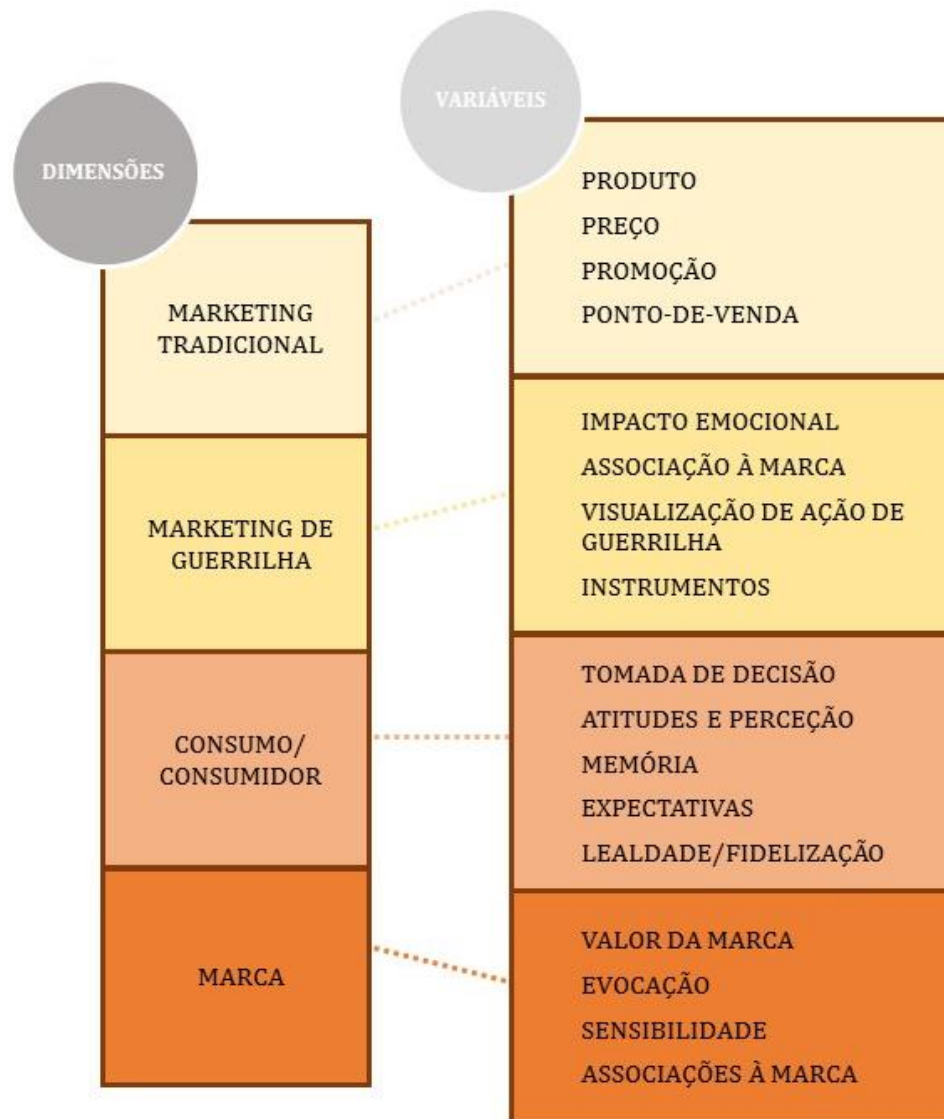 VARIÁVEIS
DIMENSÕES
MARKETING
TRADICIONAL
PRODUTO
PREÇO
PROMOÇÃO
PONTO-DE-VENDA
MARKETING DE
GUERRILHA
IMPACTO EMOCIONAL
ASSOCIAÇÃO À MARCA
VISUALIZAÇÃO DE AÇÃO DE
GUERRILHA
INSTRUMENTOS
CONSUMO/
CONSUMIDOR
TOMADA DE DECISÃO
ATITUDES E PERCEÇÃO
MEMÓRIA
EXPECTATIVAS
LEALDADE/FIDELIZAÇÃO
MARCA
VALOR DA MARCA
EVOCAÇÃO
SENSIBILIDADE
ASSOCIAÇÕES À MARCA